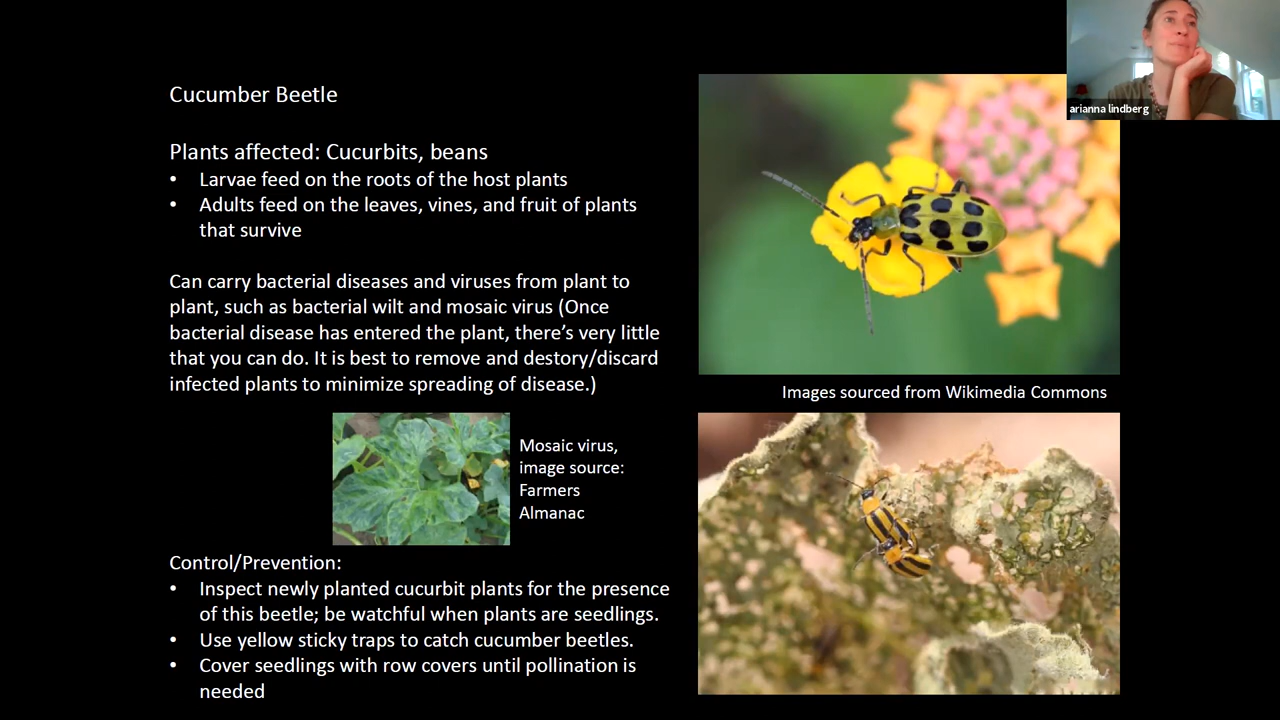 arianna lindberg
Cucumber Beetle
Plants affected: Cucurbits, beans
• Larvae feed on the roots of the host plants
• Adults feed on the leaves, vines, and fruit of plants
that survive
Can carry bacterial diseases and viruses from plant to
plant, such as bacterial wilt and mosaic virus (Once
bacterial disease has entered the plant, there's very little
that you can do. It is best to remove and destory/discard
infected plants to minimize spreading of disease.)
Images sourced from Wikimedia Commons
Mosaic virus,
image source:
Farmers
Almanac
Control/Prevention:
• Inspect newly planted cucurbit plants for the presence
of this beetle; be watchful when plants are seedlings.
• Use yellow sticky traps to catch cucumber beetles.
• Cover seedlings with row covers until pollination is
needed